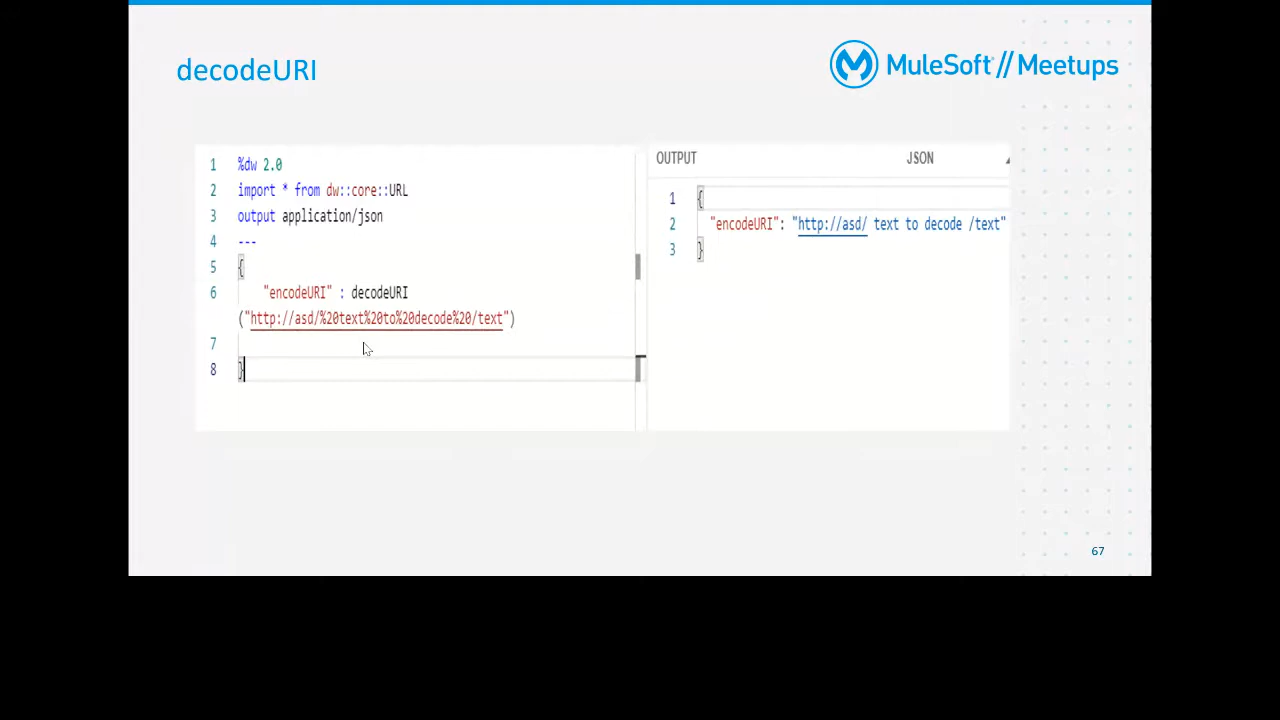 decodeURI
MuleSoft // Meetups
1 %dw 2.0
2 import * from dw::core::URL
3 output application/json
4 ---
5 {
6 "encodeURI" : decodeURI
("http://asd/%20text%20to%20decode%20/text")
7
8 }
OUTPUT JSON
1 {
2 "encodeURI": "http://asd/ text to decode /text"
3 }
67